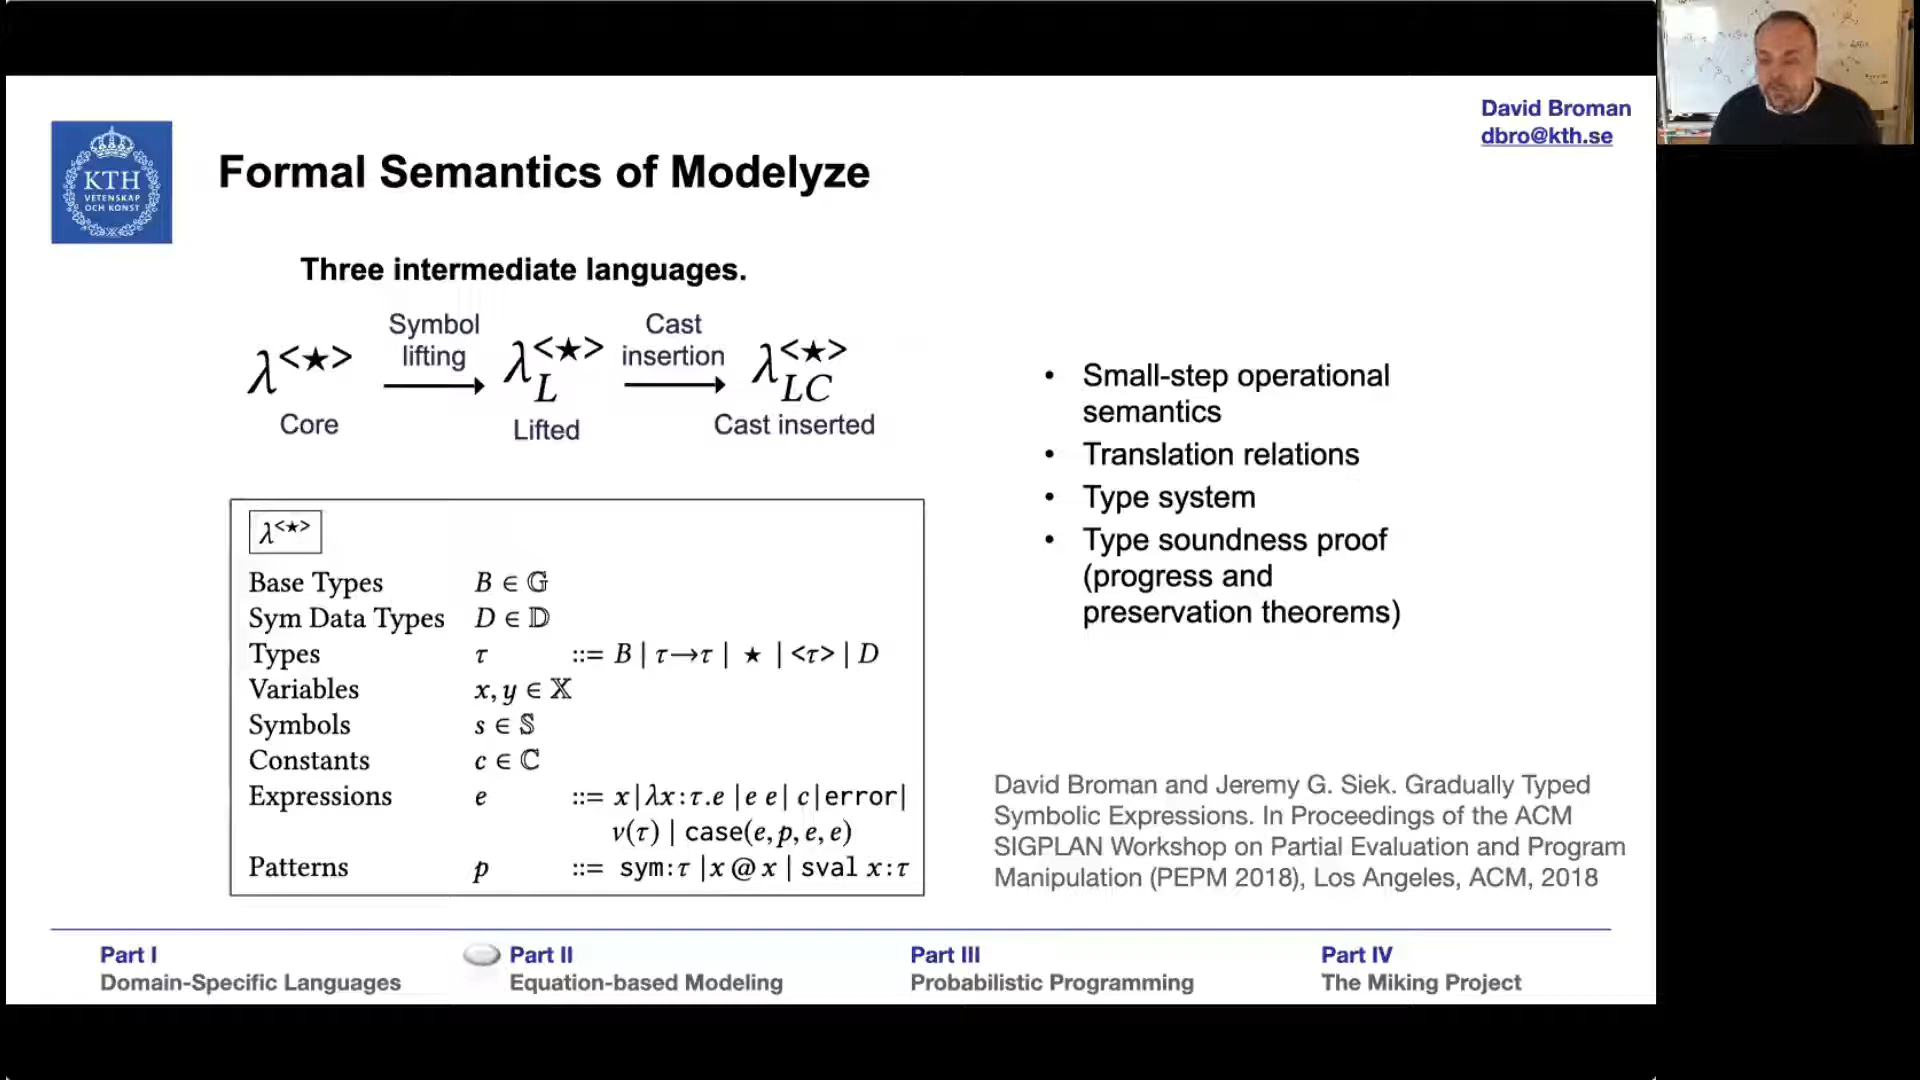 David Broman
dbro@kth.se
KTH
VETENSKAP
OCH KONST
Formal Semantics of Modelyze
Three intermediate languages.
Symbol
lifting
Cast
insertion
λ<★>
λ<★>L
λ<★>LC
Core
Lifted
Cast inserted
• Small-step operational
semantics
• Translation relations
• Type system
• Type soundness proof
(progress and
preservation theorems)
λ<★>
Base Types B ∈ 𝔾
Sym Data Types D ∈ 𝔻
Types τ ::= B | τ→τ | ★ | <τ> | D
Variables x, y ∈ 𝕏
Symbols s ∈ 𝕊
Constants c ∈ ℂ
Expressions e ::= x | λx:τ.e | e e | c | error |
ν(τ) | case(e, p, e, e)
Patterns p ::= sym:τ | x @ x | sval x:τ
David Broman and Jeremy G. Siek. Gradually Typed
Symbolic Expressions. In Proceedings of the ACM
SIGPLAN Workshop on Partial Evaluation and Program
Manipulation (PEPM 2018), Los Angeles, ACM, 2018
Part I
Domain-Specific Languages
Part II
Equation-based Modeling
Part III
Probabilistic Programming
Part IV
The Miking Project